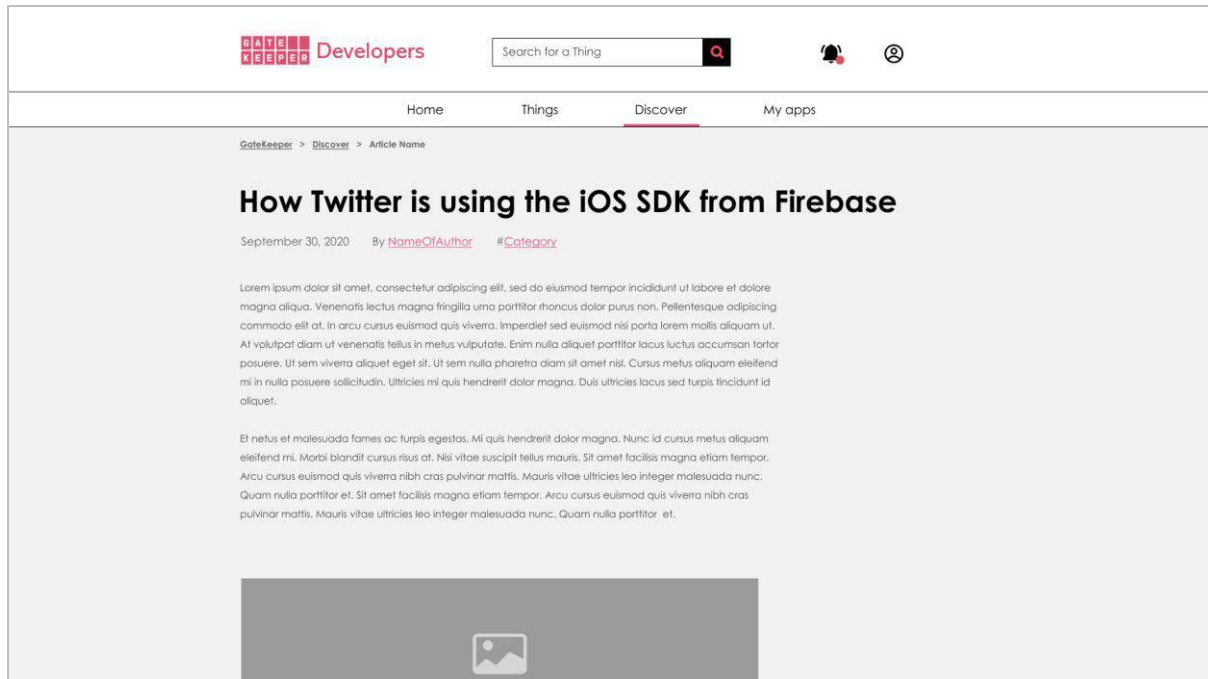 GATE
KEEPER
Developers
Search for a Thing
Home Things Discover My apps
GateKeeper > Discover > Article Name
How Twitter is using the iOS SDK from Firebase
September 30, 2020 By NameOfAuthor #Category
Lorem ipsum dolor sit amet, consectetur adipiscing elit, sed do eiusmod tempor incididunt ut labore et dolore
magna aliqua. Venenatis lectus magna fringilla urna porttitor rhoncus dolor purus non. Pellentesque adipiscing
commodo elit at. In arcu cursus euismod quis viverra. Imperdiet sed euismod nisi porta lorem mollis aliquam ut.
At volutpat diam ut venenatis tellus in metus vulputate. Enim nulla aliquet porttitor lacus luctus accumsan tortor
posuere. Ut sem viverra aliquet eget sit. Ut sem nulla pharetra diam sit amet nisl. Cursus metus aliquam eleifend
mi in nulla posuere sollicitudin. Ultricies mi quis hendrerit dolor magna. Duis ultricies lacus sed turpis tincidunt id
aliquet.
Et netus et malesuada fames ac turpis egestas. Mi quis hendrerit dolor magna. Nunc id cursus metus aliquam
eleifend mi. Morbi blandit cursus risus at. Nisi vitae suscipit tellus mauris. Sit amet facilisis magna etiam tempor.
Arcu cursus euismod quis viverra nibh cras pulvinar mattis. Mauris vitae ultricies leo integer malesuada nunc.
Quam nulla porttitor et. Sit amet facilisis magna etiam tempor. Arcu cursus euismod quis viverra nibh cras
pulvinar mattis. Mauris vitae ultricies leo integer malesuada nunc. Quam nulla porttitor et.